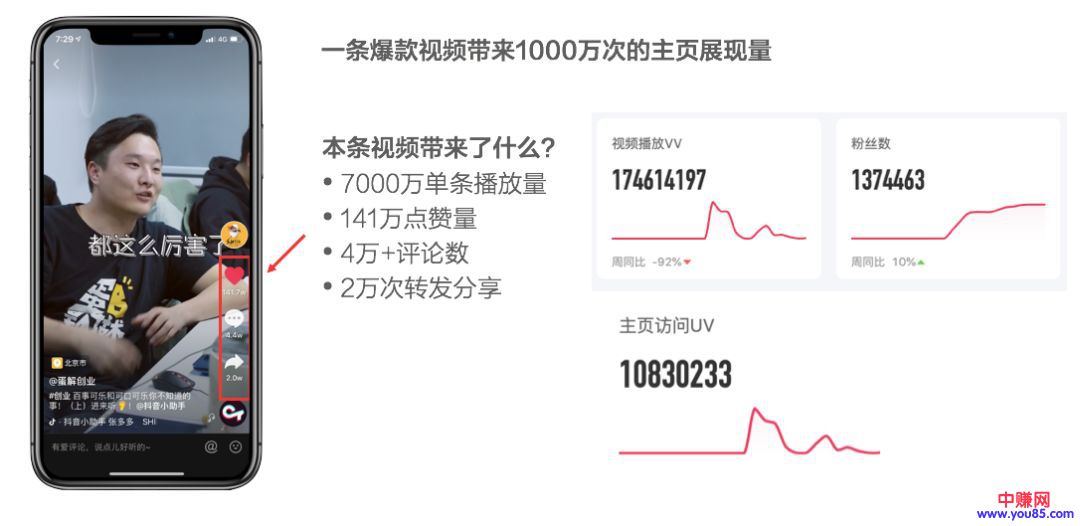 一条爆款视频带来1000万次的主页展现量
7:29
4G
都这么厉害了
141.7w
4.4w
2.0w
北京市
@蛋解创业
#创业 百事可乐和可口可乐你不知道的
事！（上）进来听👂！@抖音小助手
抖音小助手 张多多 SHI
有爱评论，说点儿好听的~
本条视频带来了什么?
• 7000万单条播放量
• 141万点赞量
• 4万+评论数
• 2万次转发分享
视频播放VV
174614197
周同比 -92%
粉丝数
1374463
周同比 10%
主页访问UV
10830233
中赚网
www.you85.com